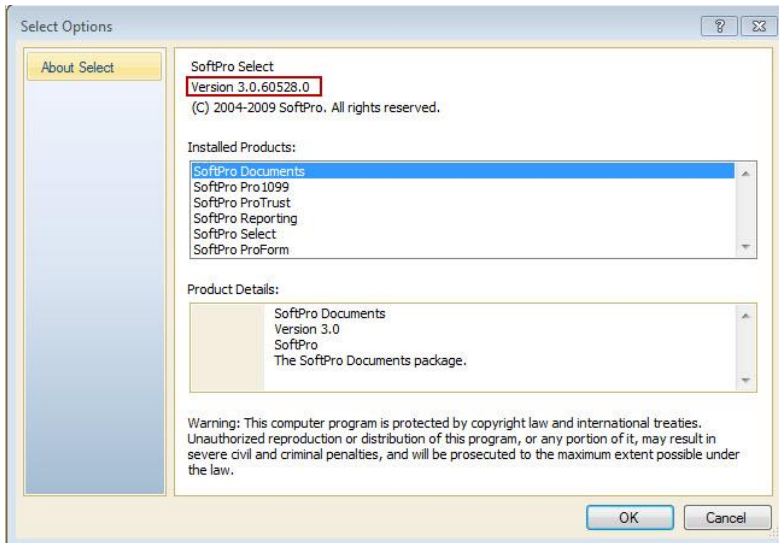 Select Options
About Select
SoftPro Select
Version 3.0.60528.0
(C) 2004-2009 SoftPro. All rights reserved.
Installed Products:
SoftPro Documents
SoftPro Pro1099
SoftPro ProTrust
SoftPro Reporting
SoftPro Select
SoftPro ProForm
Product Details:
SoftPro Documents
Version 3.0
SoftPro
The SoftPro Documents package.
Warning: This computer program is protected by copyright law and international treaties.
Unauthorized reproduction or distribution of this program, or any portion of it, may result in
severe civil and criminal penalties, and will be prosecuted to the maximum extent possible under
the law.
OK
Cancel